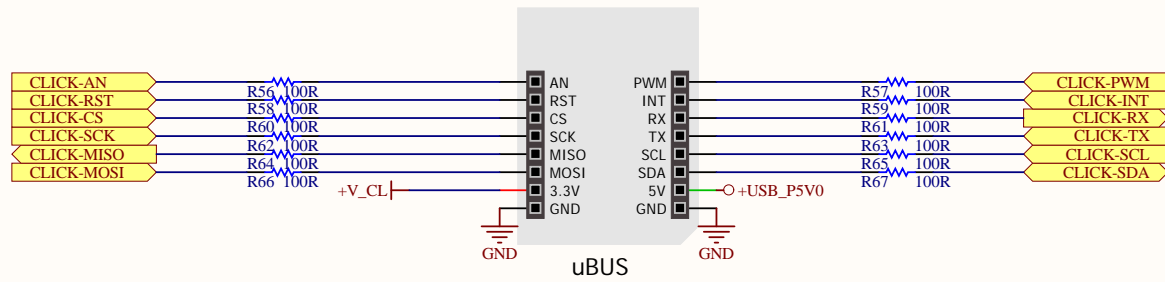 CLICK-AN R56 100R AN PWM R57 100R CLICK-PWM
CLICK-RST R58 100R RST INT R59 100R CLICK-INT
CLICK-CS R60 100R CS RX R61 100R CLICK-RX
CLICK-SCK R62 100R SCK TX R63 100R CLICK-TX
CLICK-MISO R64 100R MISO SCL R65 100R CLICK-SCL
CLICK-MOSI R66 100R MOSI SDA R67 100R CLICK-SDA
+V_CL 3.3V 5V +USB_P5V0
GND GND
GND GND
uBUS